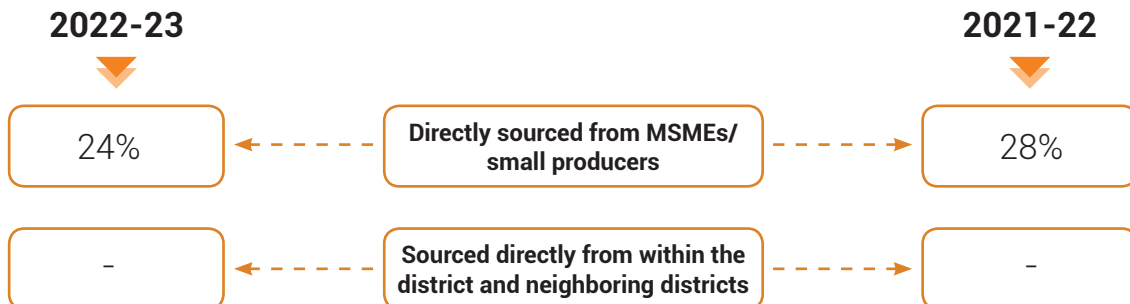 2022-23
2021-22
24%
Directly sourced from MSMEs/
small producers
28%
-
Sourced directly from within the
district and neighboring districts
-